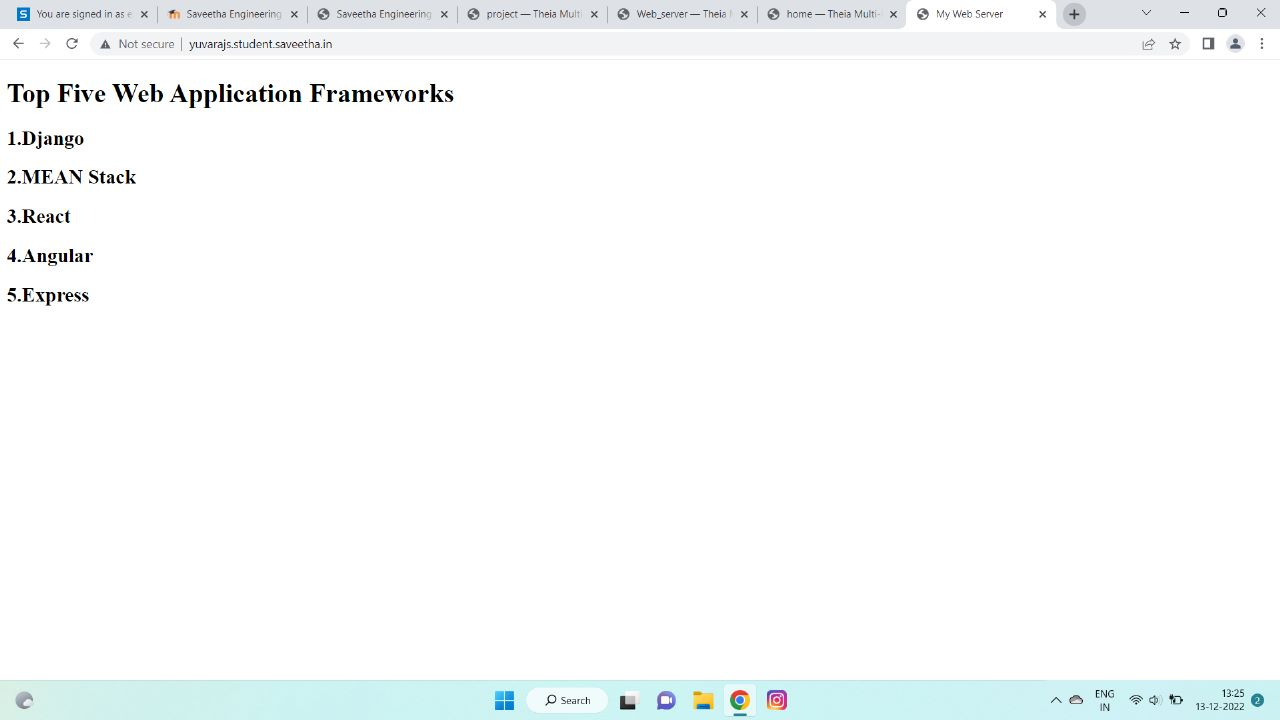 You are signed in as e
Saveetha Engineering
Saveetha Engineering
project — Theia Multi
Web_server — Theia M
home — Theia Multi
My Web Server
Not secure
yuvarajs.student.saveetha.in
Top Five Web Application Frameworks
1.Django
2.MEAN Stack
3.React
4.Angular
5.Express
Search
ENG
IN
13:25
13-12-2022
2